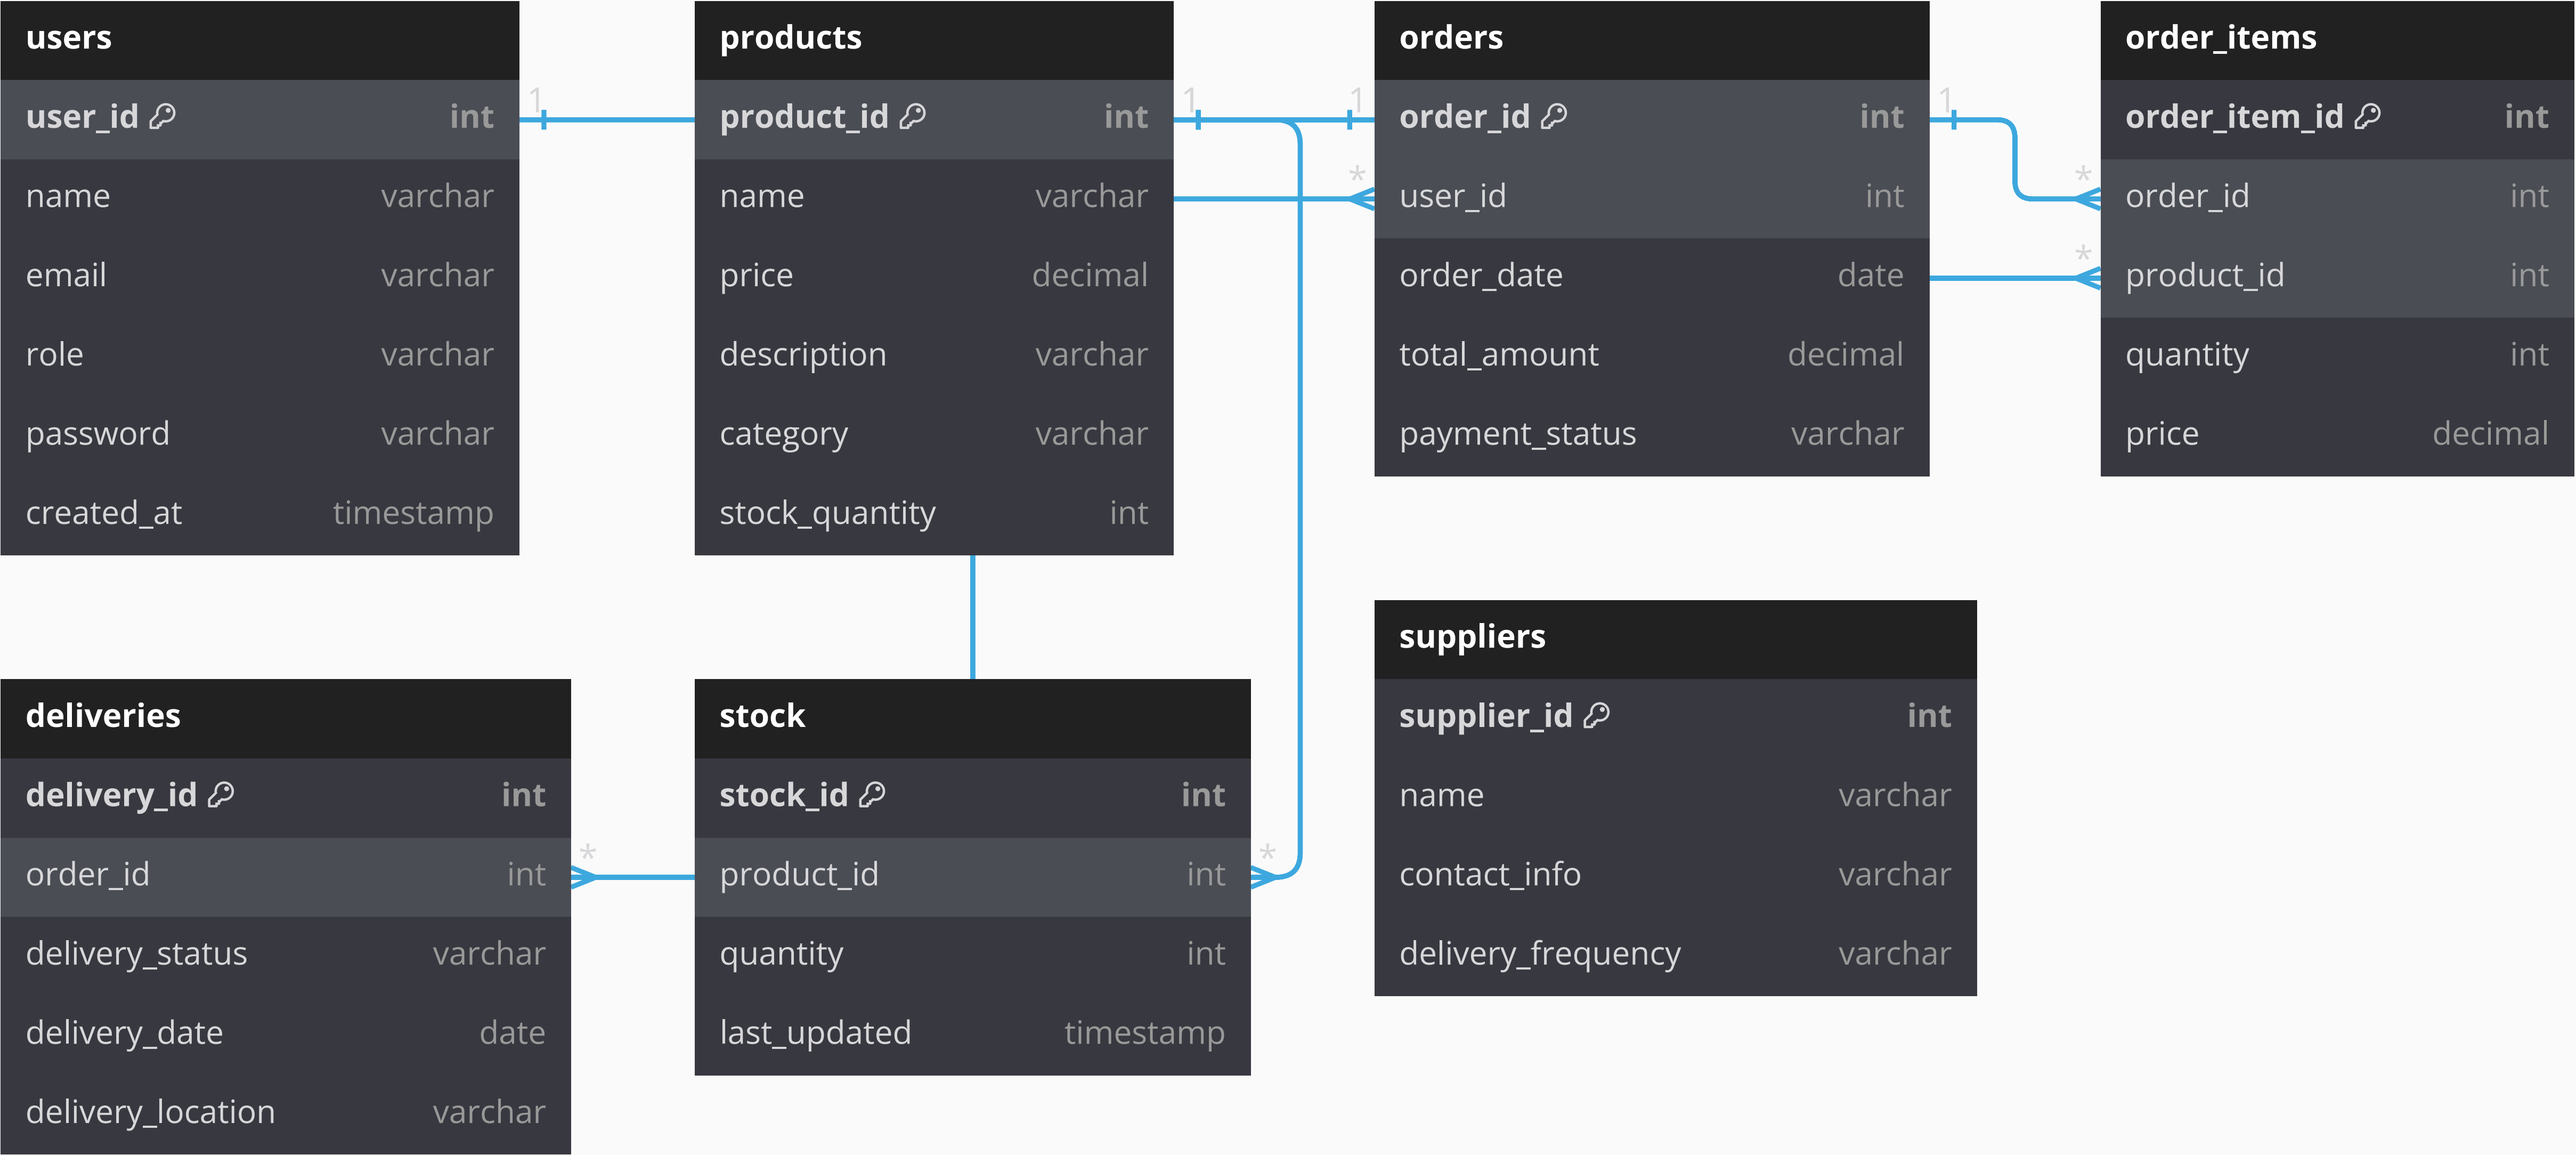 users
user_id int
name varchar
email varchar
role varchar
password varchar
created_at timestamp
1
products
product_id int
name varchar
price decimal
description varchar
category varchar
stock_quantity int
1
1
*
orders
order_id int
user_id int
order_date date
total_amount decimal
payment_status varchar
1
*
*
order_items
order_item_id int
order_id int
product_id int
quantity int
price decimal
deliveries
delivery_id int
order_id int
delivery_status varchar
delivery_date date
delivery_location varchar
*
stock
stock_id int
product_id int
quantity int
last_updated timestamp
*
suppliers
supplier_id int
name varchar
contact_info varchar
delivery_frequency varchar